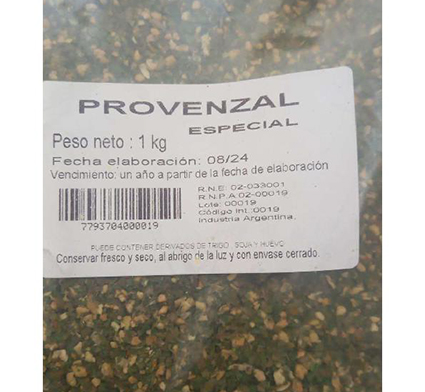 PROVENZAL
ESPECIAL
Peso neto : 1 kg
Fecha elaboración: 08/24
Vencimiento: un año a partir de la fecha de elaboración
R.N.E: 02-033001
R.N.P.A.02-00019
Lote: 00019
Código Int.:0019
Industria Argentina,
7793704000019
PUEDE CONTENER DERIVADOS DE TRIGO , SOJA Y HUEVO
Conservar fresco y seco, al abrigo de la luz y con envase cerrado.